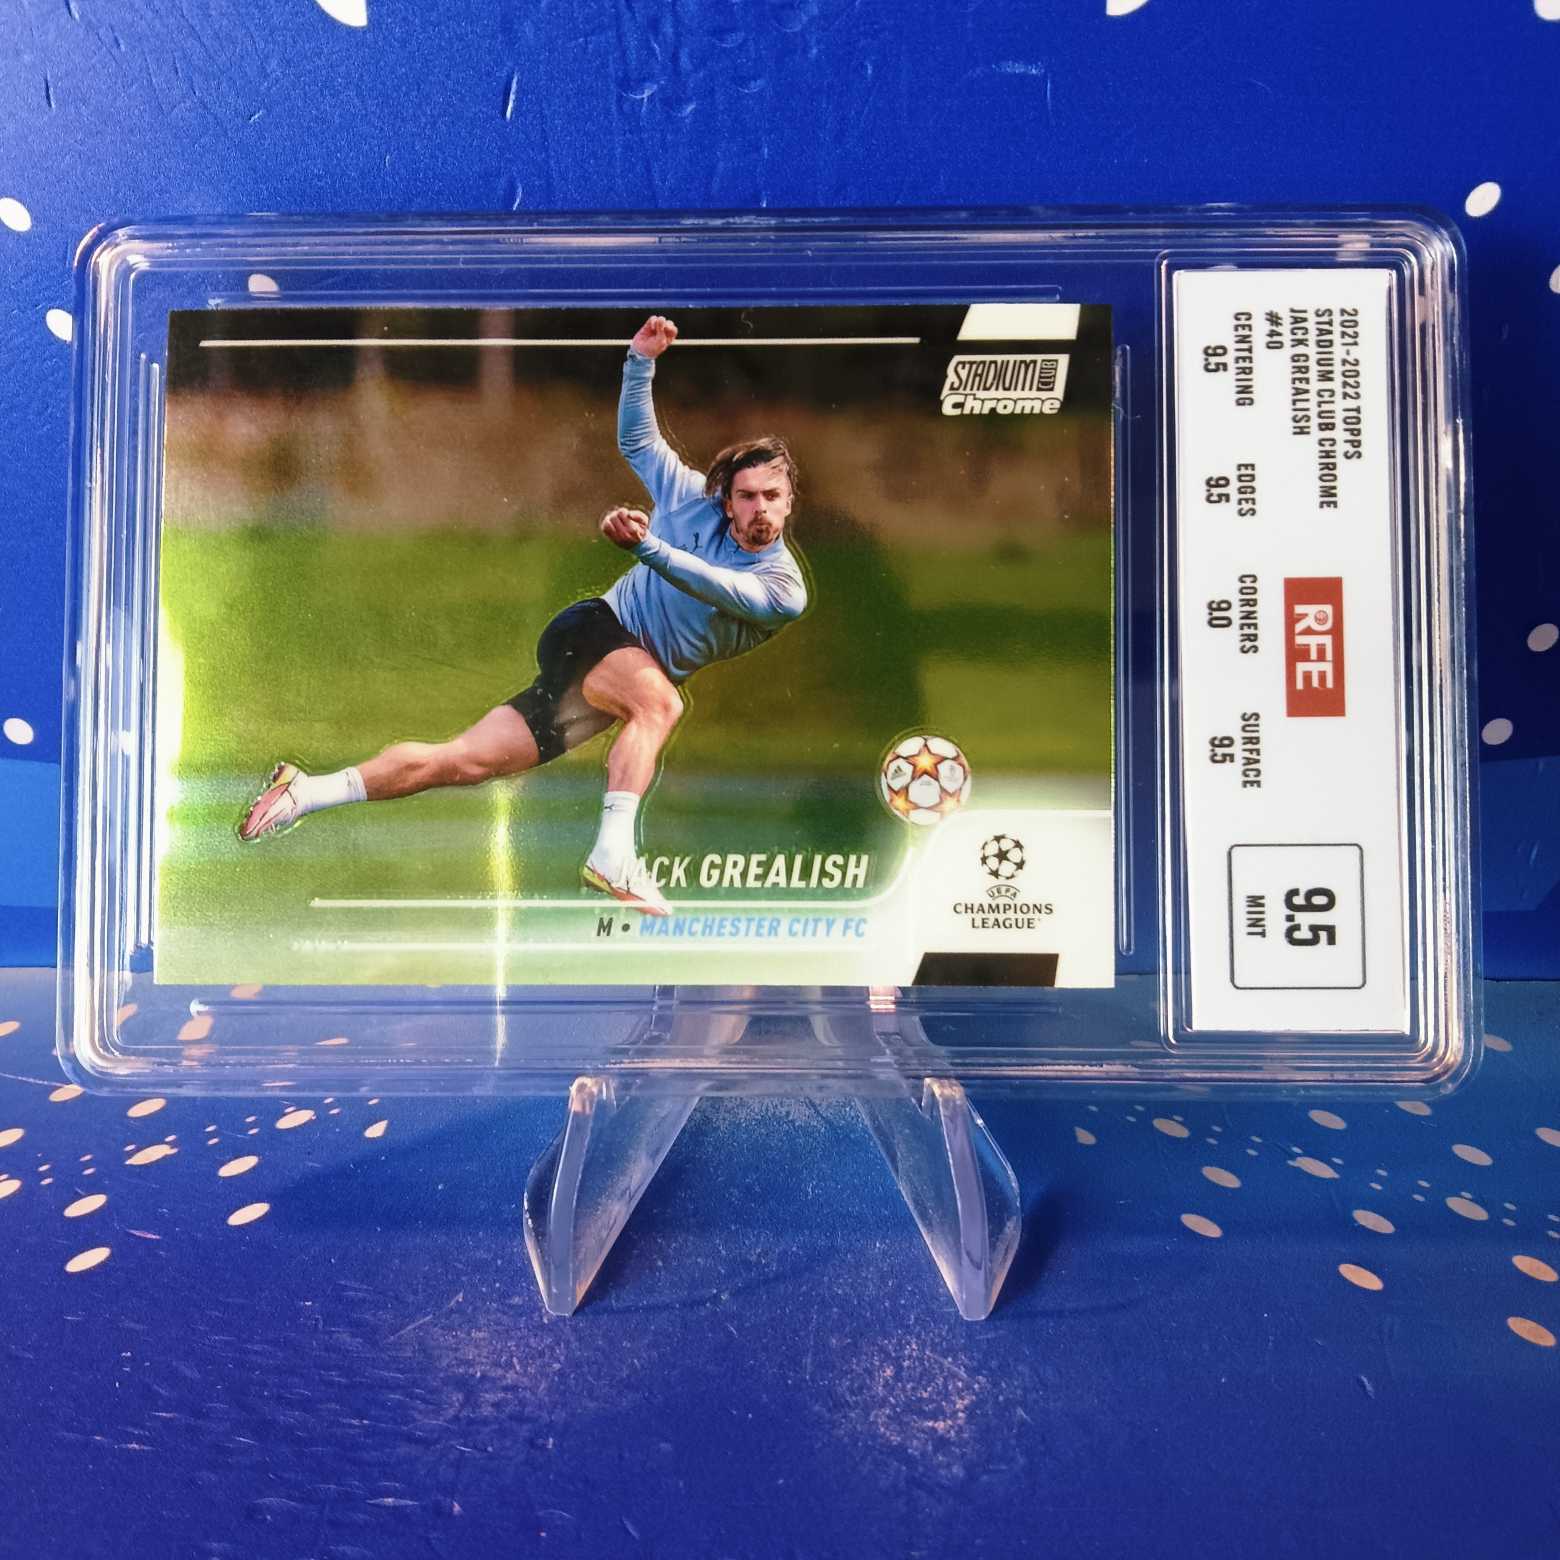 STADIUM CLUB
Chrome
JACK GREALISH
M • MANCHESTER CITY FC
UEFA
CHAMPIONS
LEAGUE
2021-2022 TOPPS
STADIUM CLUB CHROME
JACK GREALISH
#40
CENTERING EDGES CORNERS SURFACE
9.5 9.5 9.0 9.5
RFE
9.5
MINT